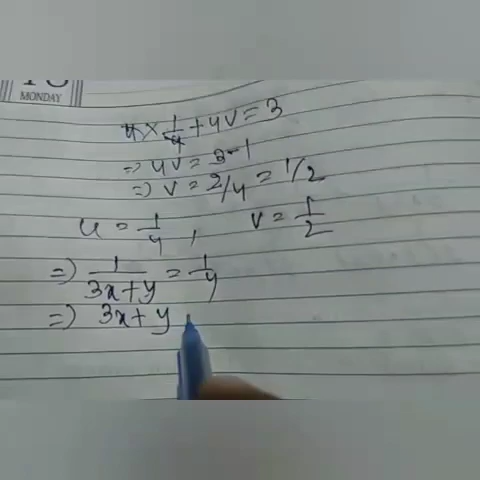 MONDAY
4 × 1/4 + 4v = 3
⇒ 4v = 3-1
⇒ v = 2/4 = 1/2
u = 1/4 , v = 1/2
⇒ 1/3x+y = 1/4
⇒ 3x+y